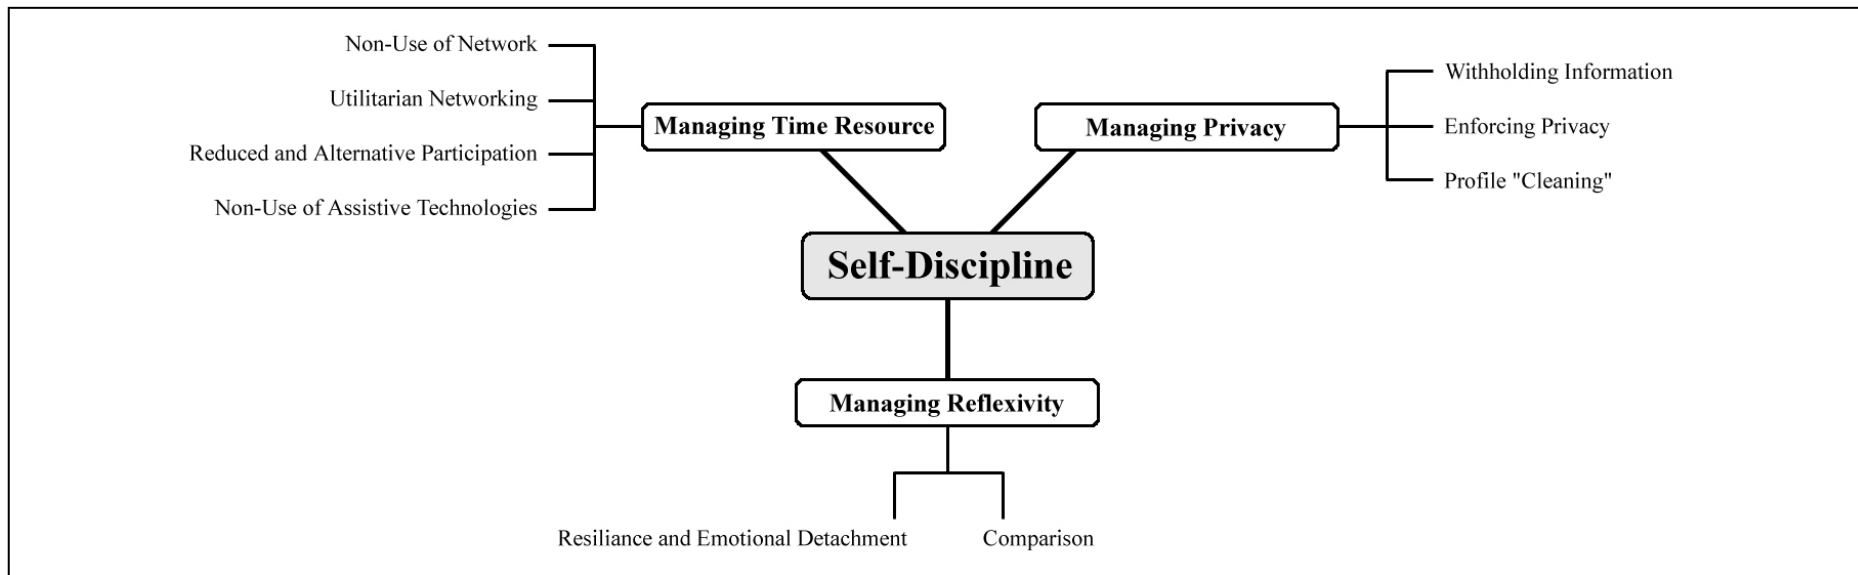 Non-Use of Network
Utilitarian Networking
Reduced and Alternative Participation
Non-Use of Assistive Technologies
Managing Time Resource
Managing Privacy
Withholding Information
Enforcing Privacy
Profile "Cleaning"
Self-Discipline
Managing Reflexivity
Resiliance and Emotional Detachment
Comparison